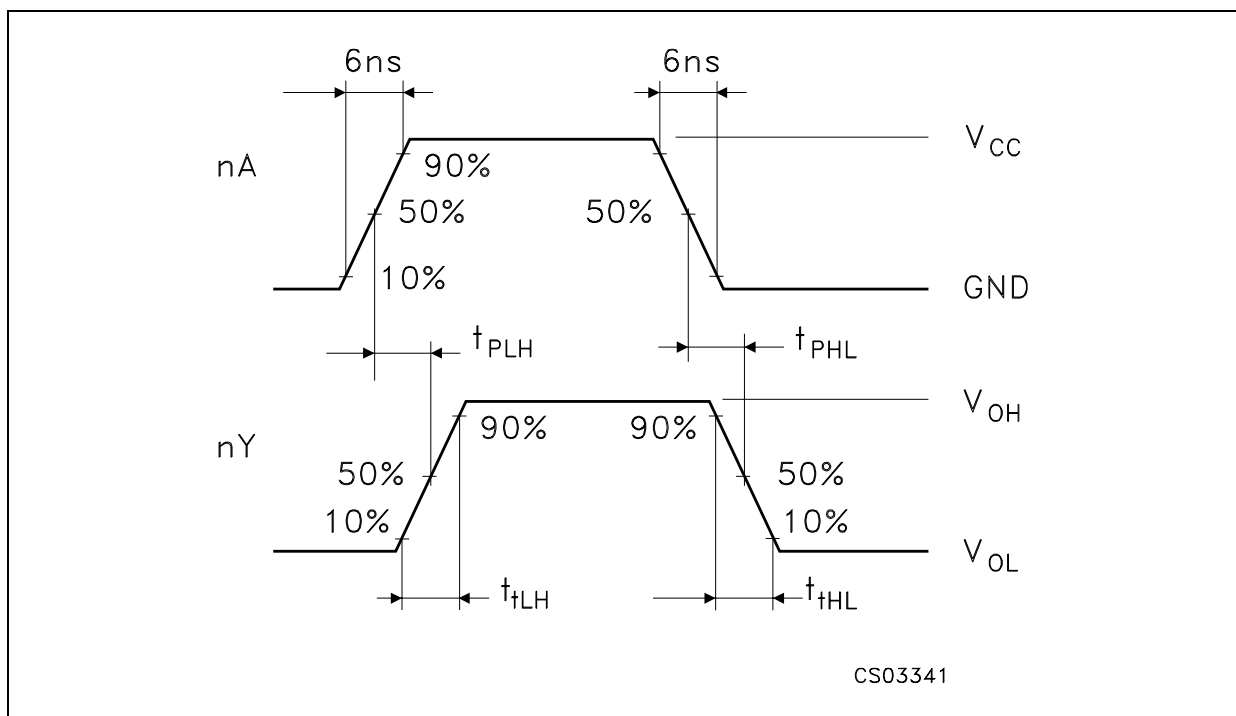 6ns 6ns
nA
V_CC
90%
50% 50%
10%
GND
t_PLH t_PHL
V_OH
nY
90% 90%
50% 50%
10% 10%
V_OL
t_tLH t_tHL
CS03341